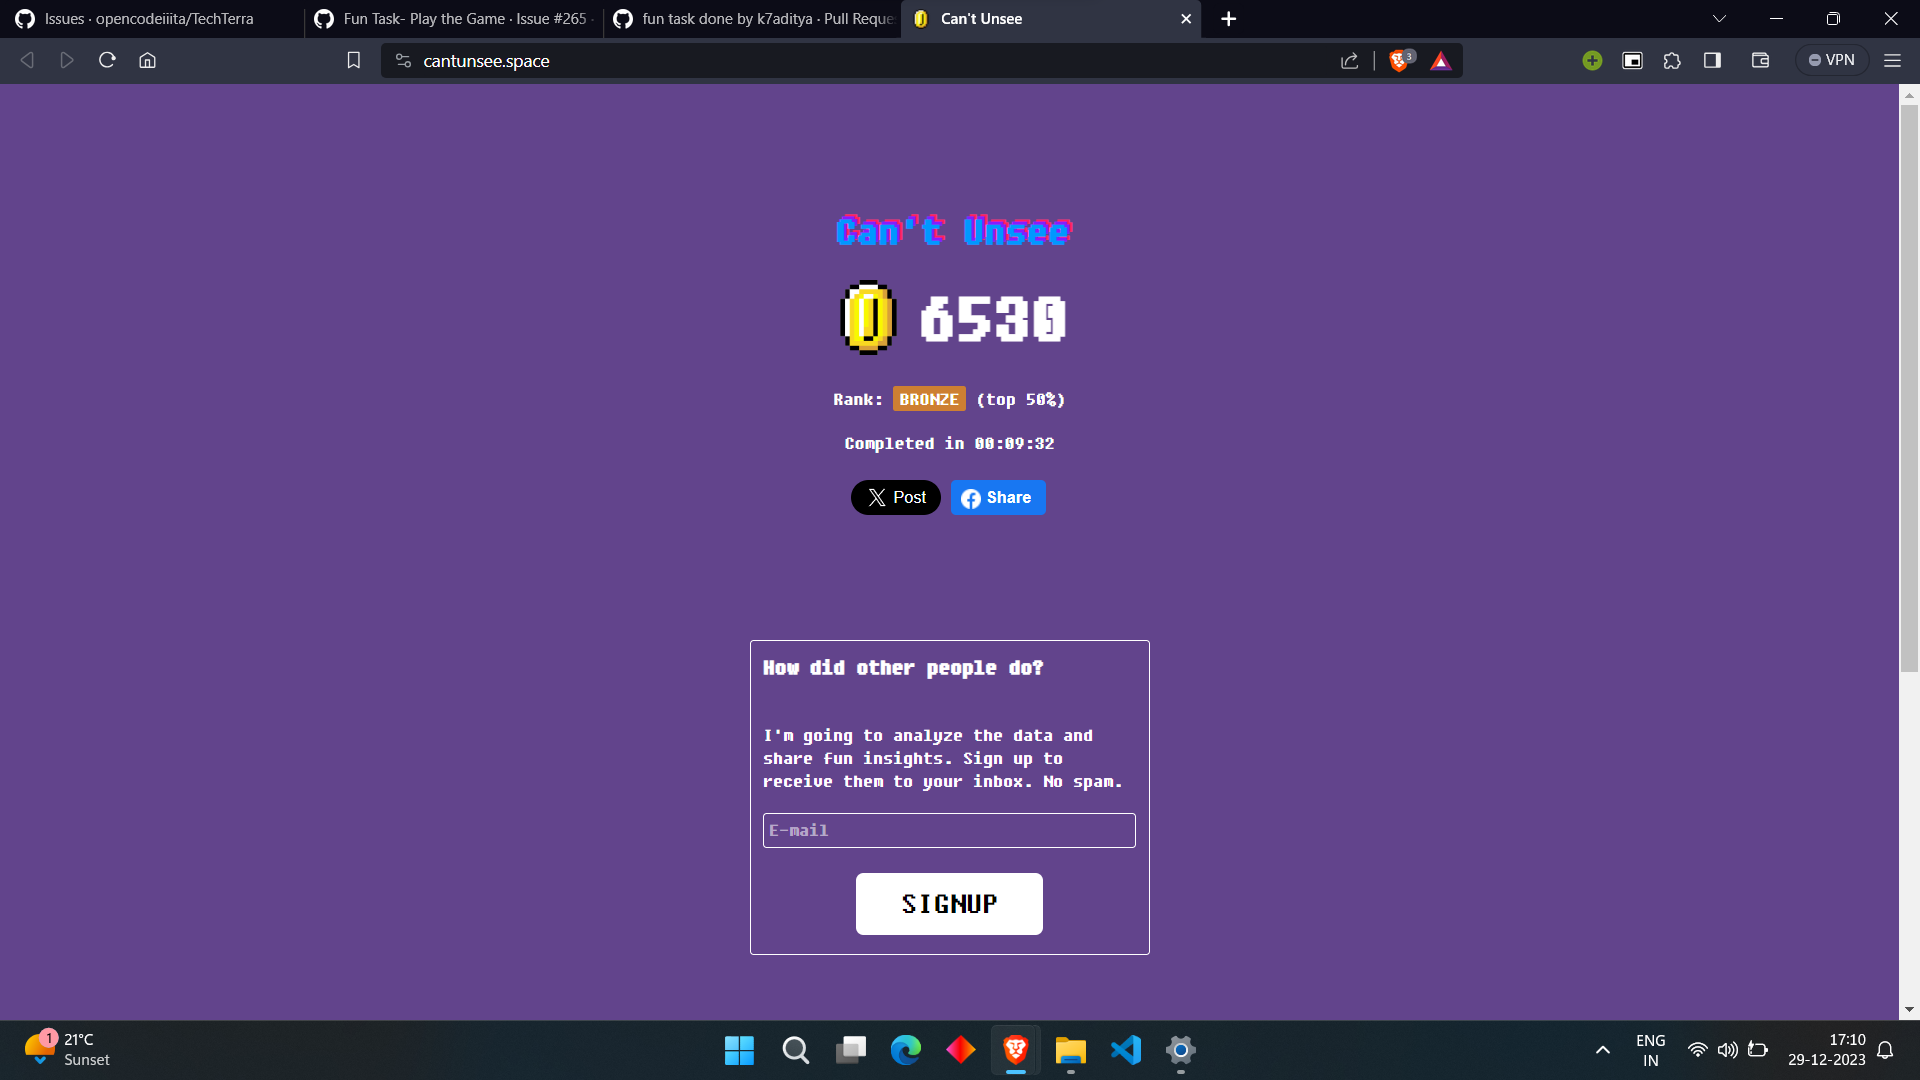 Issues · opencodeiiita/TechTerra
Fun Task- Play the Game · Issue #265
fun task done by k7aditya · Pull Reque
Can't Unsee
cantunsee.space
3
VPN
Can't Unsee
6530
Rank: BRONZE (top 50%)
Completed in 00:09:32
Post
Share
How did other people do?
I'm going to analyze the data and
share fun insights. Sign up to
receive them to your inbox. No spam.
E-mail
SIGNUP
1
21°C
Sunset
ENG
IN
17:10
29-12-2023